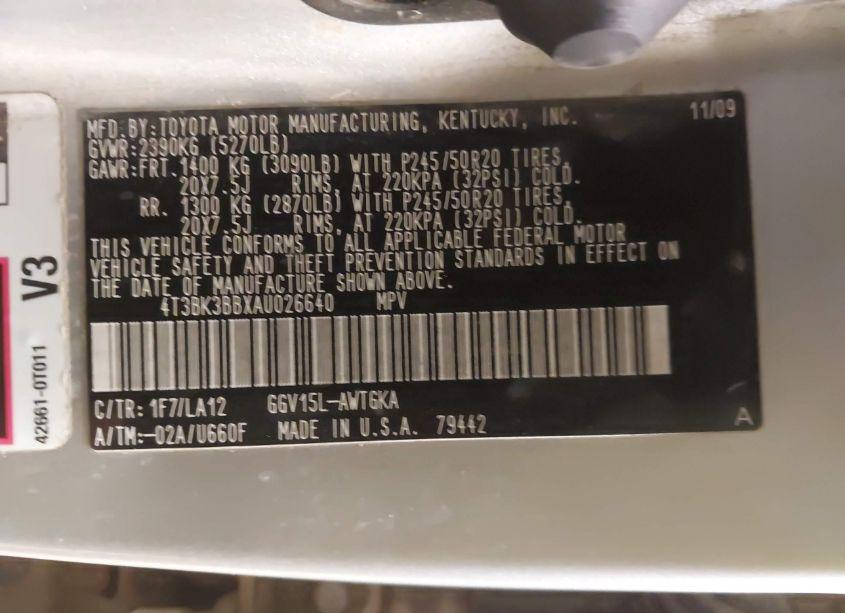 MFD.BY:TOYOTA MOTOR MANUFACTURING, KENTUCKY, INC. 11/09
GVWR:2390KG (5270LB)
GAWR:FRT.1400 KG (3090LB) WITH P245/50R20 TIRES,
20X7.5J RIMS, AT 220KPA (32PSI) COLD.
RR. 1300 KG (2870LB) WITH P245/50R20 TIRES,
20X7.5J RIMS, AT 220KPA (32PSI) COLD.
THIS VEHICLE CONFORMS TO ALL APPLICABLE FEDERAL MOTOR
VEHICLE SAFETY AND THEFT PREVENTION STANDARDS IN EFFECT ON
THE DATE OF MANUFACTURE SHOWN ABOVE.
4T3BK3BBXAU026640 MPV
C/TR: 1F7/LA12 GGV15L-AWTGKA
A/TM:-02A/U660F MADE IN U.S.A. 79442
A
V3
42661-0T011